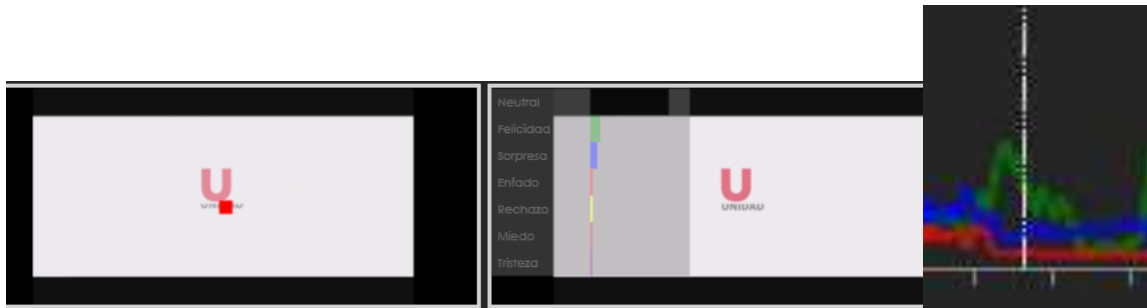 U
UNIDAD
Neutral
Felicidad
Sorpresa
Enfado
Rechazo
Miedo
Tristeza
U
UNIDAD